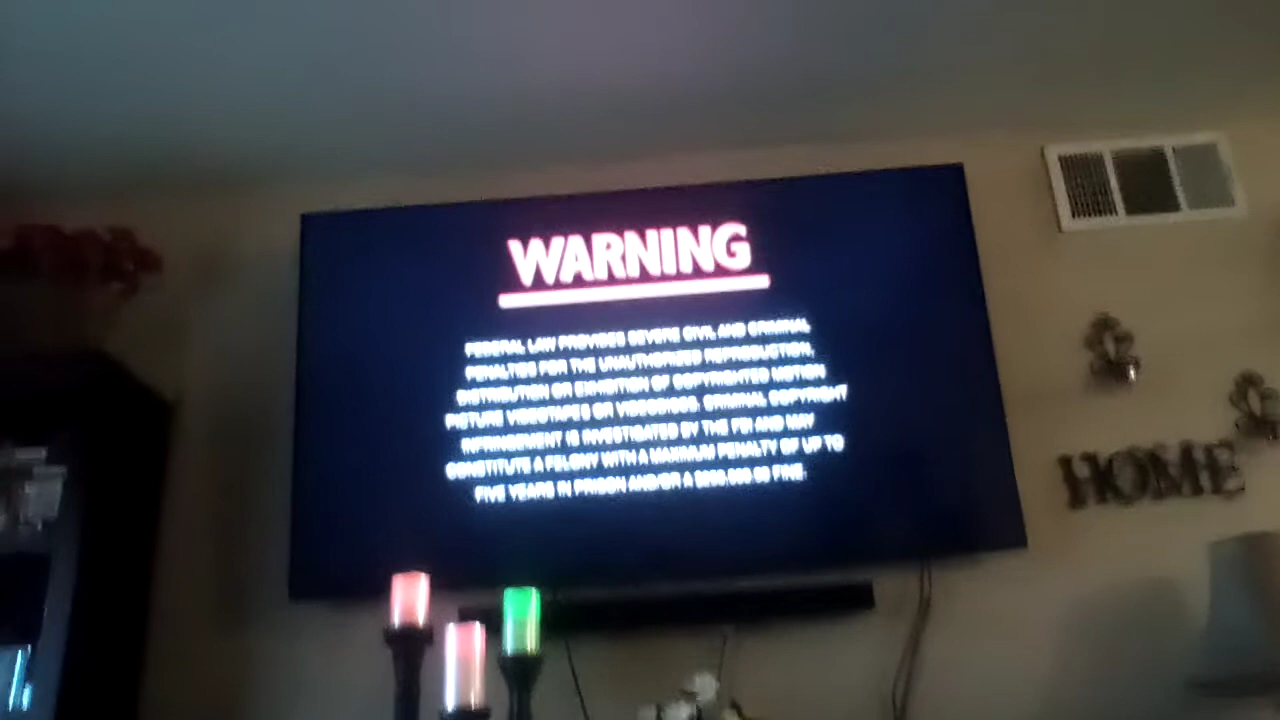 WARNING
FEDERAL LAW PROVIDES SEVERE CIVIL AND CRIMINAL
PENALTIES FOR THE UNAUTHORIZED REPRODUCTION,
DISTRIBUTION OR EXHIBITION OF COPYRIGHTED MOTION
PICTURE VIDEOTAPES OR VIDEODISCS. CRIMINAL COPYRIGHT
INFRINGEMENT IS INVESTIGATED BY THE FBI AND MAY
CONSTITUTE A FELONY WITH A MAXIMUM PENALTY OF UP TO
FIVE YEARS IN PRISON AND/OR A FINE.
HOME